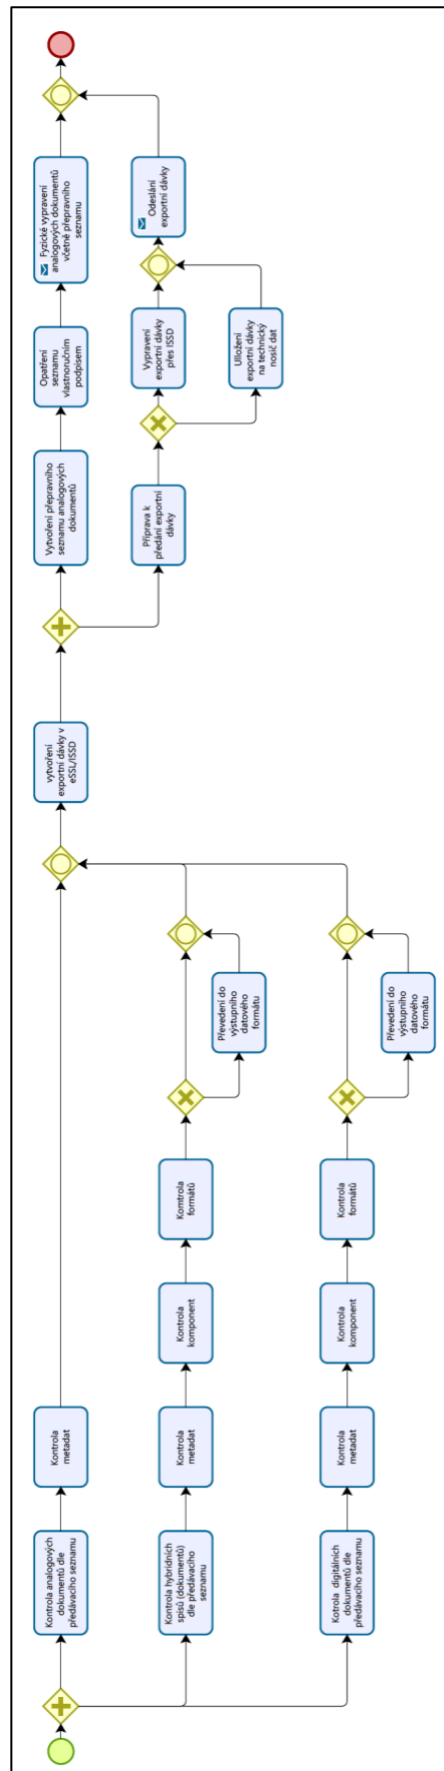 Kontrola analogových
dokumentů dle
předávacího seznamu
Kontrola
metadat
Kontrola hybridních
spisů (dokumentů)
dle předávacího
seznamu
Kontrola
metadat
Kontrola
komponent
Komtrola
formátů
Převedení do
výstupního
datového
formátu
Kotrola digitálních
dokumentů dle
předávacího seznamu
Kontrola
metadat
Kontrola
komponent
Kontrola
formátů
Převedení do
výstupního
datového
formátu
vytvoření
exportní dávky v
eSSL/ISSD
Vytvoření přepravního
seznamu analogových
dokumentů
Opatření
seznamu
vlastnoručním
podpisem
Fyzické vypravení
analogových dokumentů
včetně přepravního
seznamu
Příprava k
předání exportní
dávky
Vypravení
exportní dávky
přes ISSD
Ulložení
exportní dávky
na technický
nosič dat
Odeslání
exportní dávky